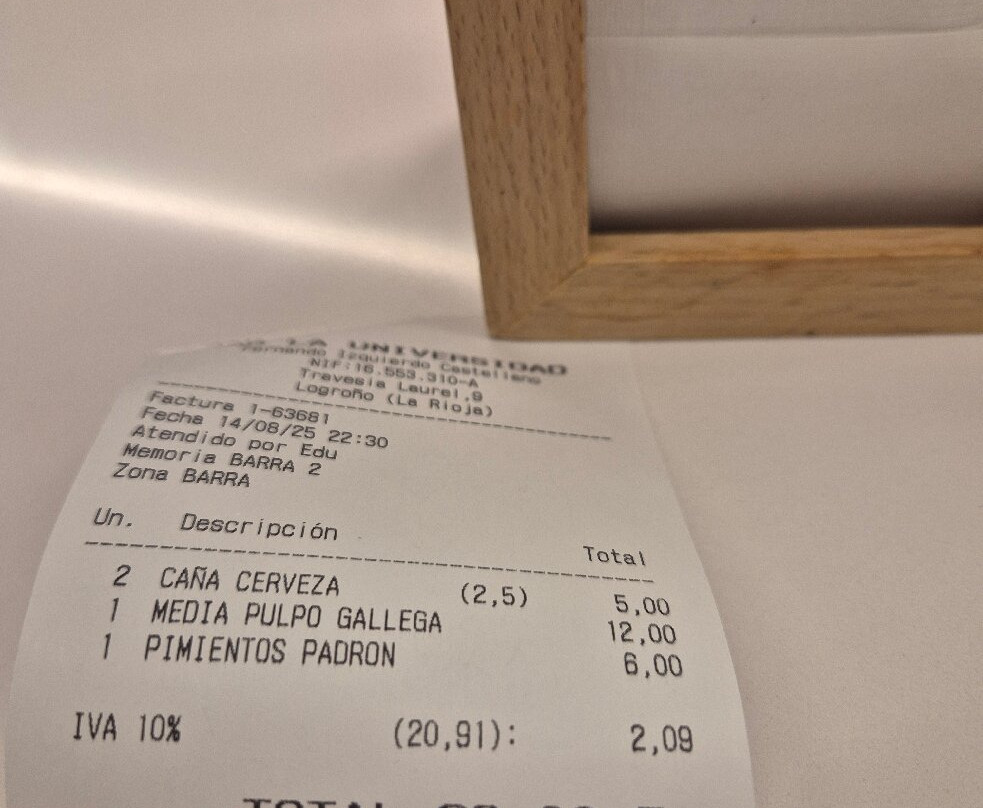 LA UNIVERSIDAD
Fernando Izquierdo Castellano
NIF:16.553.310-A
Travesia Laurel,9
Logroño (La Rioja)
Factura 1-63681
Fecha 14/08/25 22:30
Atendido por Edu
Memoria BARRA 2
Zona BARRA
Un. Descripción Total
2 CAÑA CERVEZA (2,5) 5,00
1 MEDIA PULPO GALLEGA 12,00
1 PIMIENTOS PADRON 6,00
IVA 10% (20,91): 2,09
TOTAL